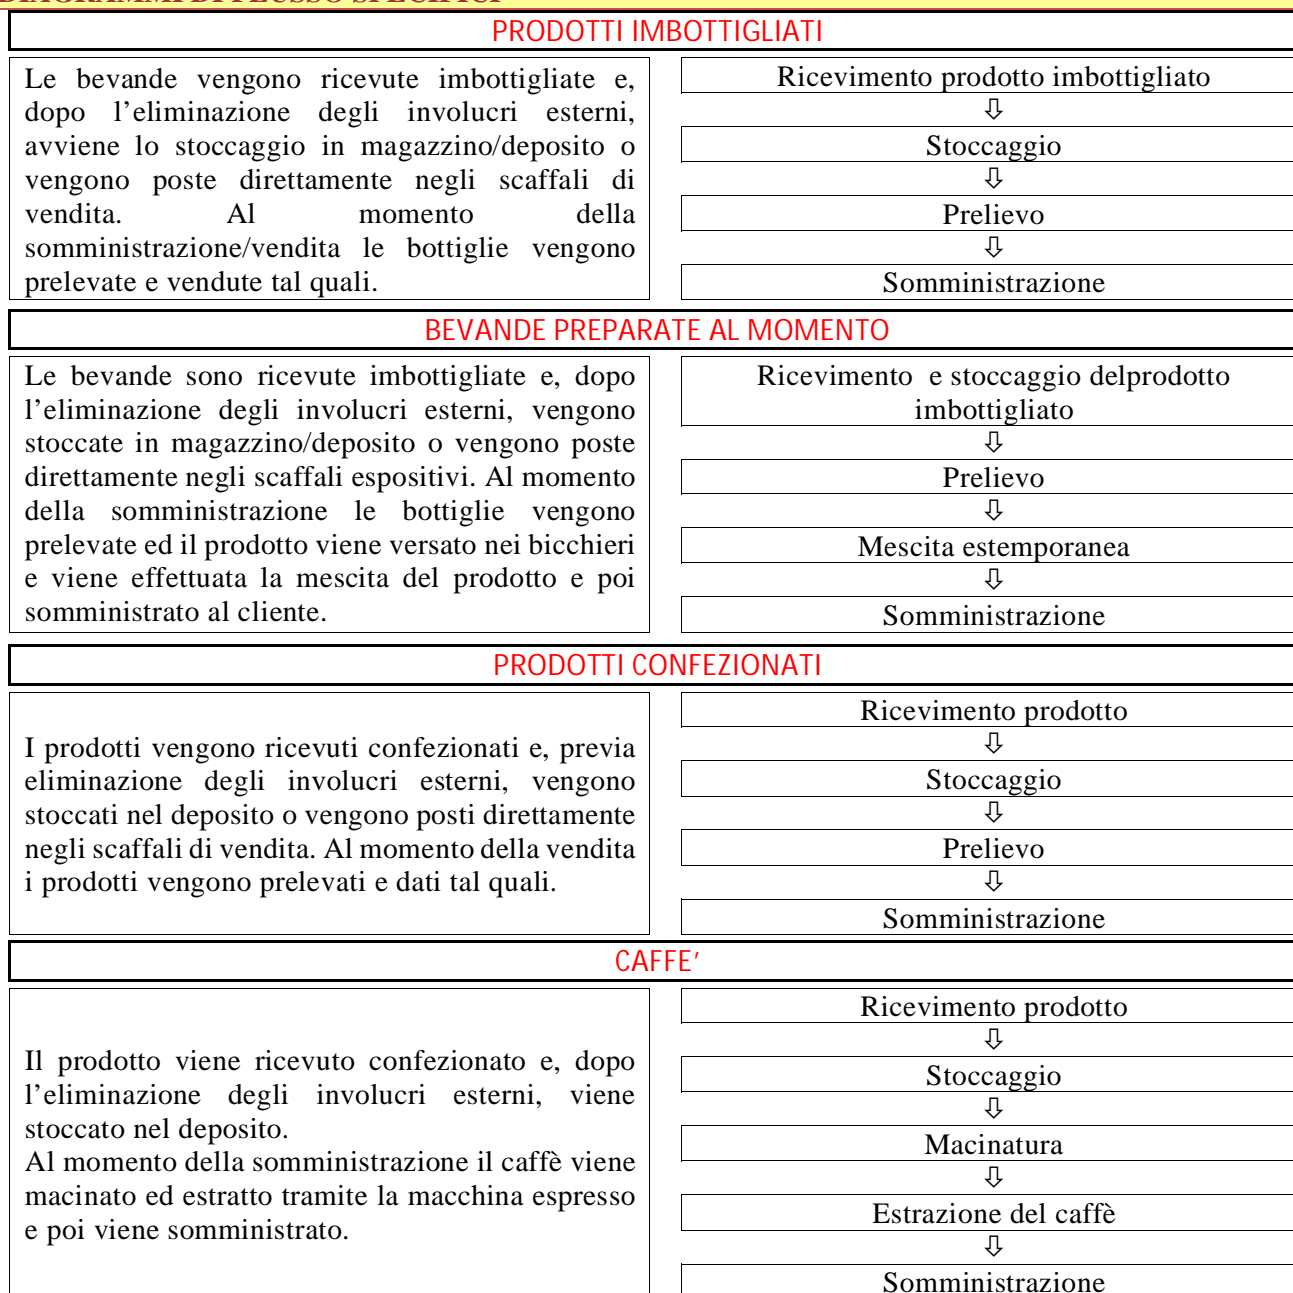 DIAGRAMMI DI FLUSSO SPECIFICI
PRODOTTI IMBOTTIGLIATI
Le bevande vengono ricevute imbottigliate e,
dopo l’eliminazione degli involucri esterni,
avviene lo stoccaggio in magazzino/deposito o
vengono poste direttamente negli scaffali di
vendita. Al momento della
somministrazione/vendita le bottiglie vengono
prelevate e vendute tal quali.
Ricevimento prodotto imbottigliato
⇩
Stoccaggio
⇩
Prelievo
⇩
Somministrazione
BEVANDE PREPARATE AL MOMENTO
Le bevande sono ricevute imbottigliate e, dopo
l’eliminazione degli involucri esterni, vengono
stoccate in magazzino/deposito o vengono poste
direttamente negli scaffali espositivi. Al momento
della somministrazione le bottiglie vengono
prelevate ed il prodotto viene versato nei bicchieri
e viene effettuata la mescita del prodotto e poi
somministrato al cliente.
Ricevimento e stoccaggio delprodotto
imbottigliato
⇩
Prelievo
⇩
Mescita estemporanea
⇩
Somministrazione
PRODOTTI CONFEZIONATI
I prodotti vengono ricevuti confezionati e, previa
eliminazione degli involucri esterni, vengono
stoccati nel deposito o vengono posti direttamente
negli scaffali di vendita. Al momento della vendita
i prodotti vengono prelevati e dati tal quali.
Ricevimento prodotto
⇩
Stoccaggio
⇩
Prelievo
⇩
Somministrazione
CAFFE’
Il prodotto viene ricevuto confezionato e, dopo
l’eliminazione degli involucri esterni, viene
stoccato nel deposito.
Al momento della somministrazione il caffè viene
macinato ed estratto tramite la macchina espresso
e poi viene somministrato.
Ricevimento prodotto
⇩
Stoccaggio
⇩
Macinatura
⇩
Estrazione del caffè
⇩
Somministrazione